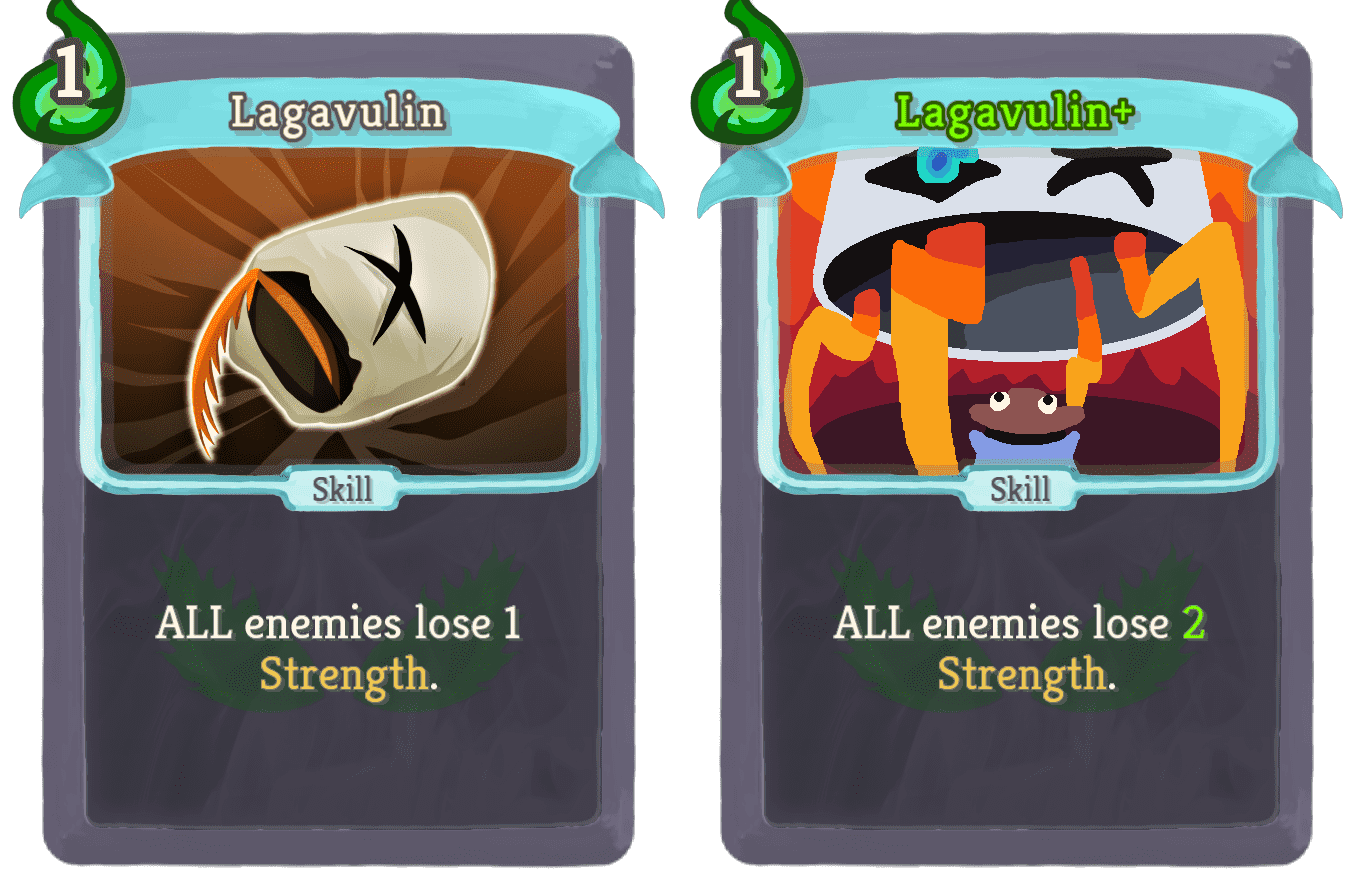 1
Lagavulin
Skill
ALL enemies lose 1
Strength.
1
Lagavulin+
Skill
ALL enemies lose 2
Strength.